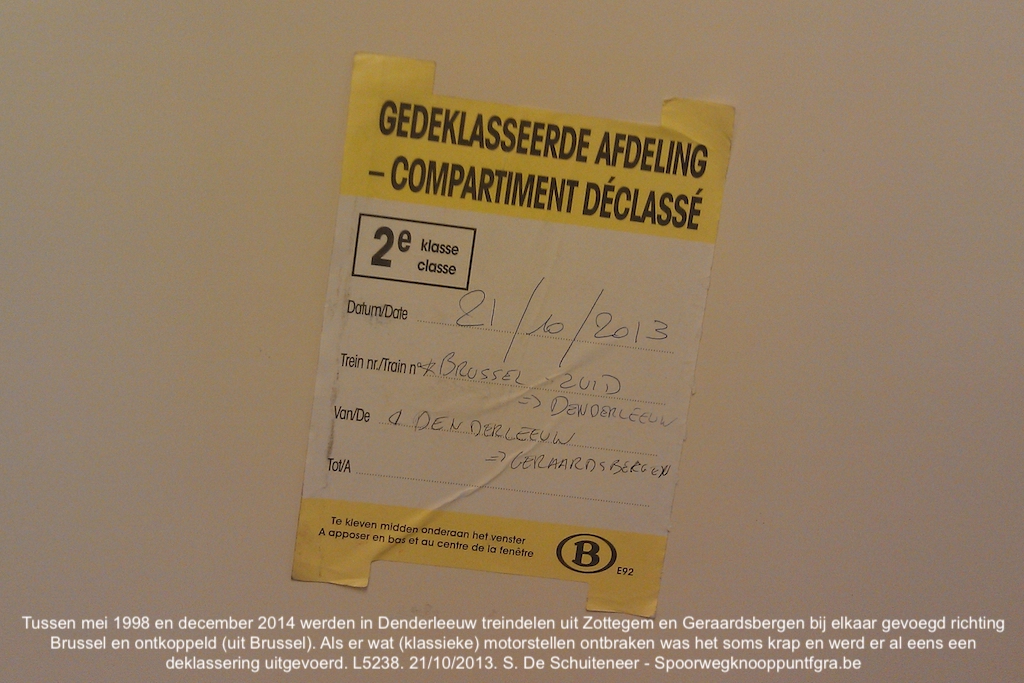 GEDEKLASSEERDE AFDELING
– COMPARTIMENT DÉCLASSÉ
2e klasse
classe
Datum/Date 21/10/2013
Trein nr./Train n° * BRUSSEL - ZUID
=> DENDERLEEUW
Van/De DENDERLEEUW
=> GERAARDSBERGEN
Tot/A
Te kleven midden onderaan het venster
A apposer en bas et au centre de la fenêtre
B
E92
Tussen mei 1998 en december 2014 werden in Denderleeuw treindelen uit Zottegem en Geraardsbergen bij elkaar gevoegd richting
Brussel en ontkoppeld (uit Brussel). Als er wat (klassieke) motorstellen ontbraken was het soms krap en werd er al eens een
deklassering uitgevoerd. L5238. 21/10/2013. S. De Schuiteneer - Spoorwegknooppuntfgra.be